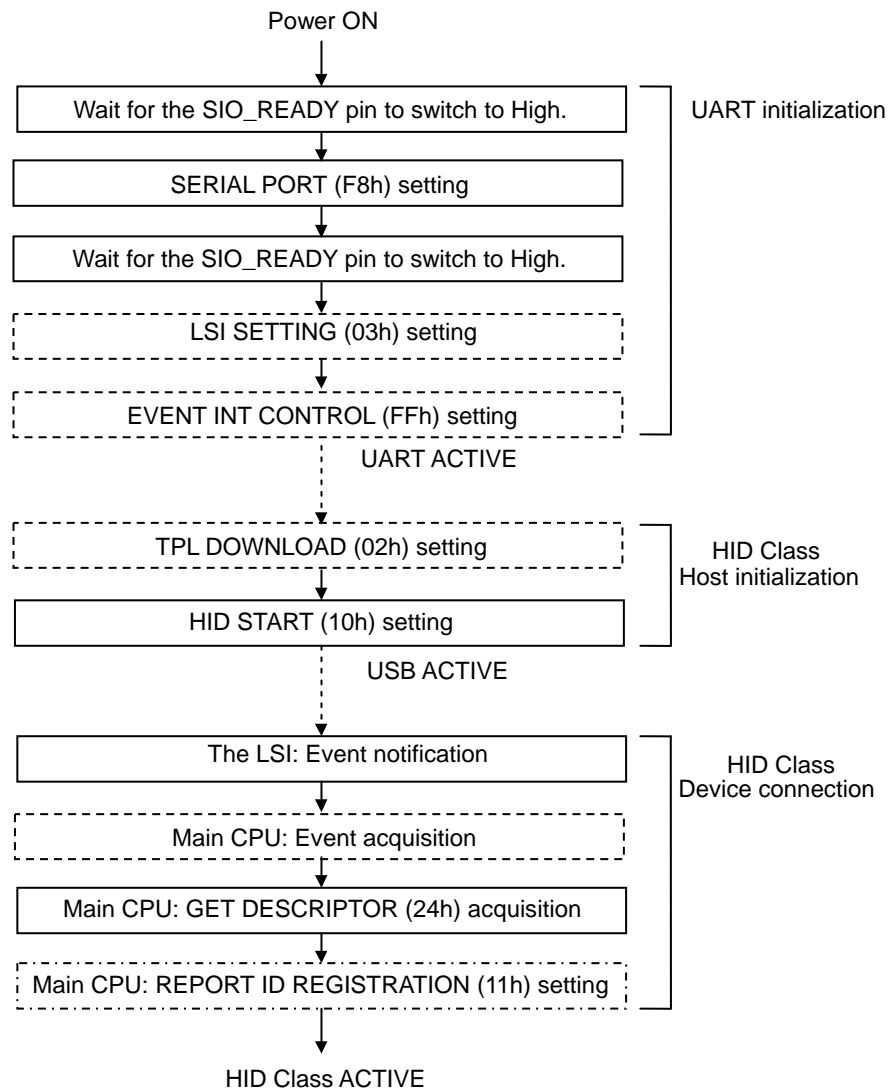 Power ON
Wait for the SIO_READY pin to switch to High.
UART initialization
SERIAL PORT (F8h) setting
Wait for the SIO_READY pin to switch to High.
LSI SETTING (03h) setting
EVENT INT CONTROL (FFh) setting
UART ACTIVE
TPL DOWNLOAD (02h) setting
HID Class
Host initialization
HID START (10h) setting
USB ACTIVE
The LSI: Event notification
HID Class
Device connection
Main CPU: Event acquisition
Main CPU: GET DESCRIPTOR (24h) acquisition
Main CPU: REPORT ID REGISTRATION (11h) setting
HID Class ACTIVE